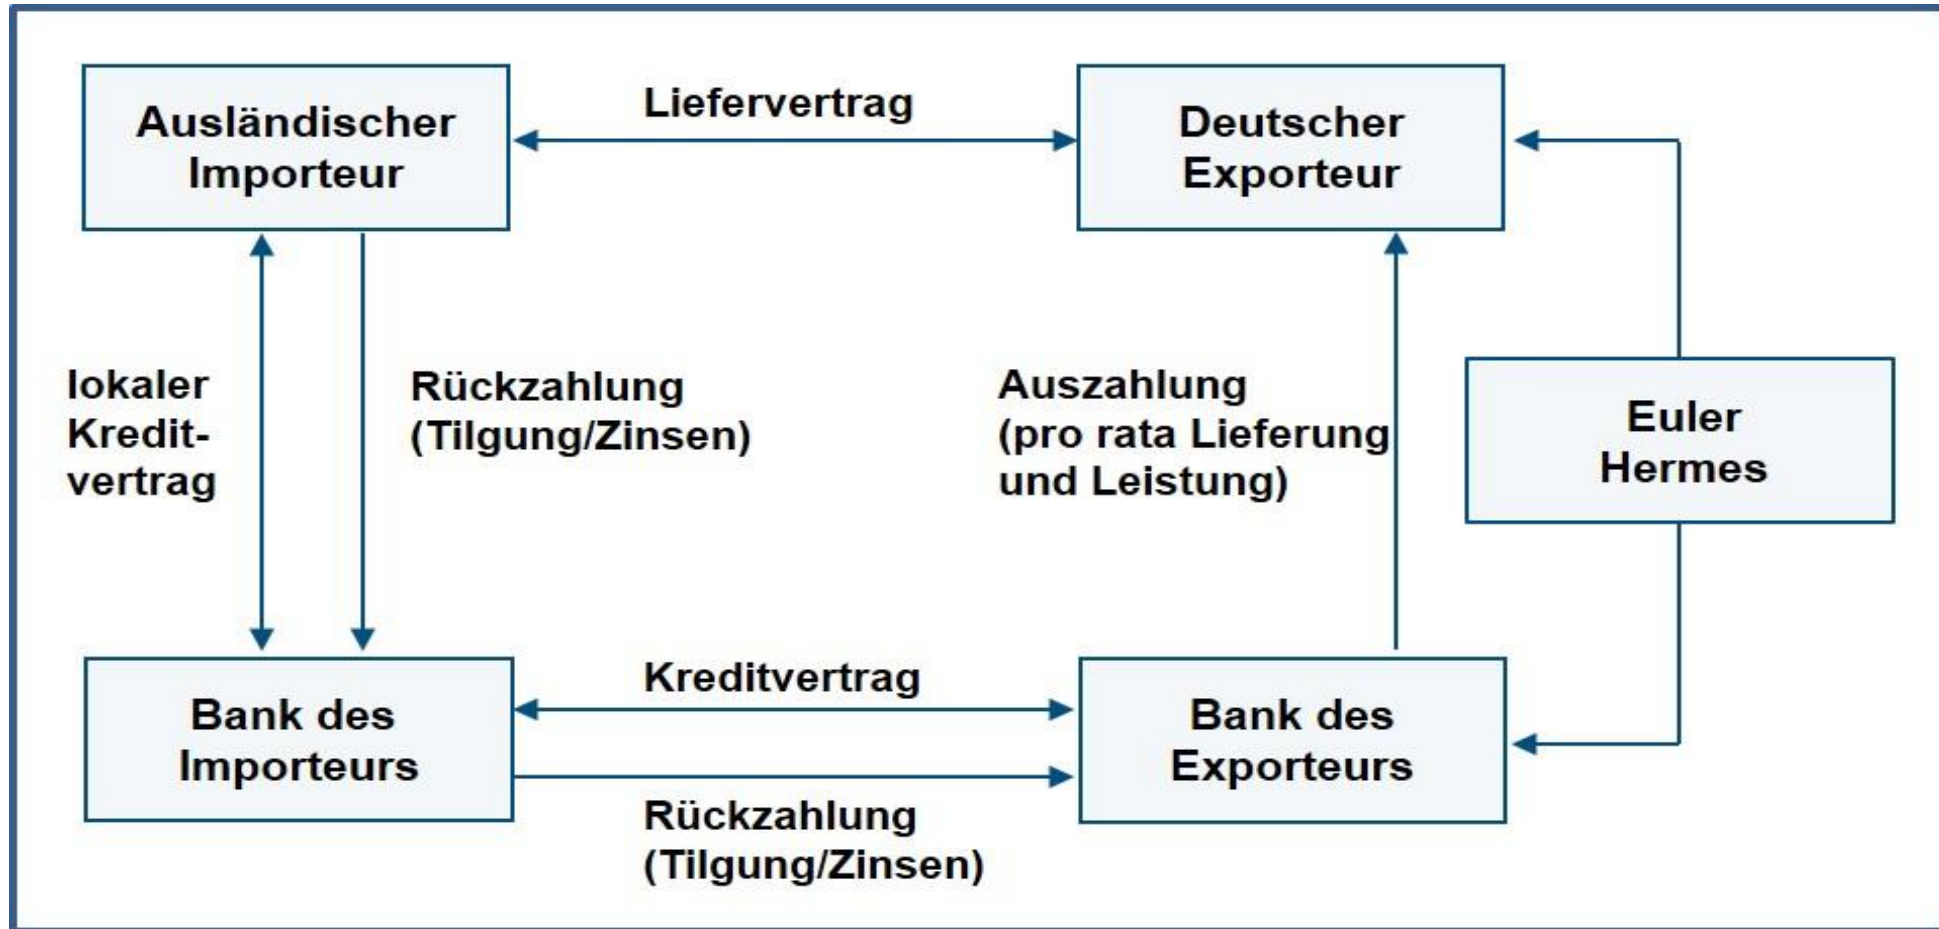 Ausländischer
Importeur
Liefervertrag
Deutscher
Exporteur
lokaler
Kredit-
vertrag
Rückzahlung
(Tilgung/Zinsen)
Auszahlung
(pro rata Lieferung
und Leistung)
Euler
Hermes
Bank des
Importeurs
Kreditvertrag
Rückzahlung
(Tilgung/Zinsen)
Bank des
Exporteurs